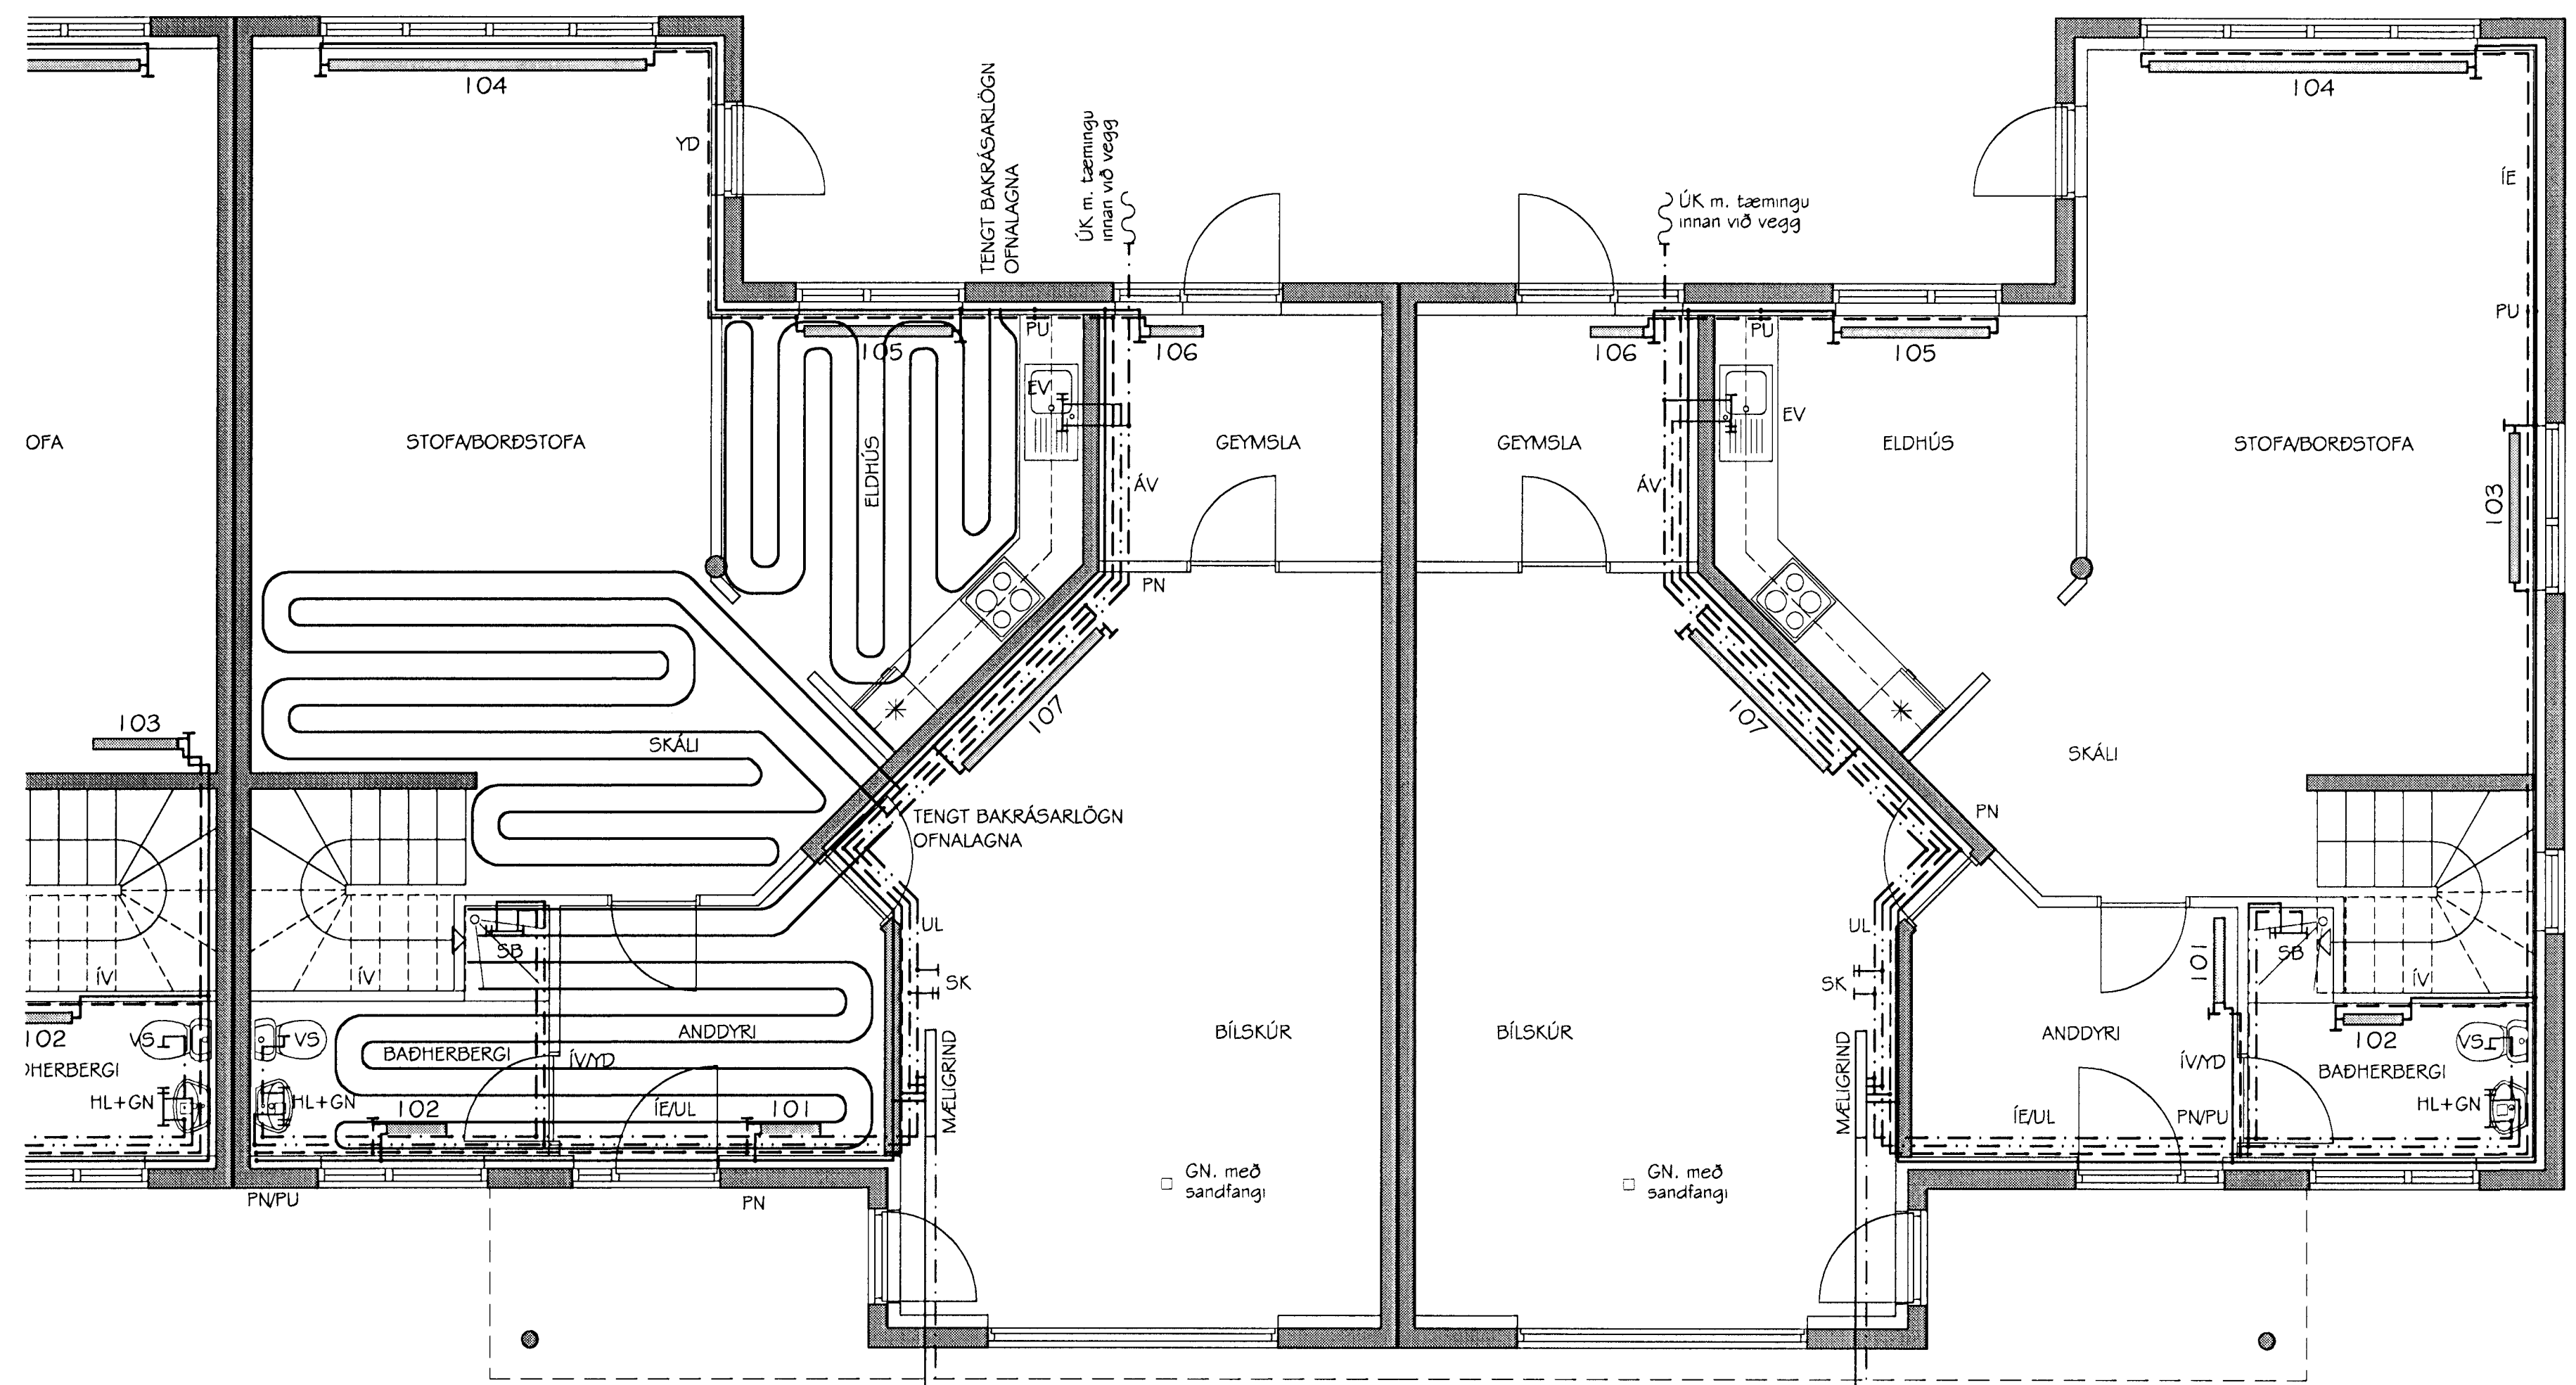 104
104
YD
TENGT BAKRÁSARLÖGN
OFNALAGNA
ÚK m. tæmingu
innan við vegg
ÚK m. tæmingu
innan við vegg
ÍE
PU
PU
PU
105
106
106
105
EV
EV
OFA
STOFA/BORÐSTOFA
ELDHÚS
GEYMSLA
GEYMSLA
ELDHÚS
STOFA/BORÐSTOFA
ÁV
ÁV
103
PN
107
107
103
SKÁLI
SKÁLI
TENGT BAKRÁSARLÖGN
OFNALAGNA
PN
UL
UL
SB
SB
101
ÍV
ÍV
ÍV
SK
SK
102
VS
VS
BAÐHERBERGI
ANDDYRI
ÍV/YD
BÍLSKÚR
BÍLSKÚR
ANDDYRI
ÍV/YD
102
VS
ÐHERBERGI
BAÐHERBERGI
MÆLIGRIND
MÆLIGRIND
HL+GN
HL+GN
102
ÍE/UL
101
ÍE/UL
PN/PU
HL+GN
GN. með
sandfangi
GN. með
sandfangi
PN/PU
PN